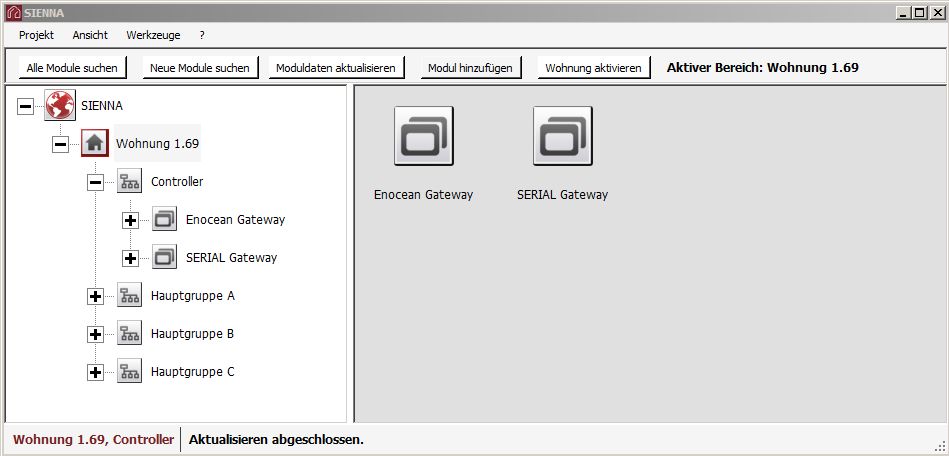 SIENNA
Projekt Ansicht Werkzeuge ?
Alle Module suchen Neue Module suchen Moduldaten aktualisieren Modul hinzufügen Wohnung aktivieren Aktiver Bereich: Wohnung 1.69
SIENNA
Wohnung 1.69
Controller
Enocean Gateway
SERIAL Gateway
Hauptgruppe A
Hauptgruppe B
Hauptgruppe C
Enocean Gateway SERIAL Gateway
Wohnung 1.69, Controller Aktualisieren abgeschlossen.